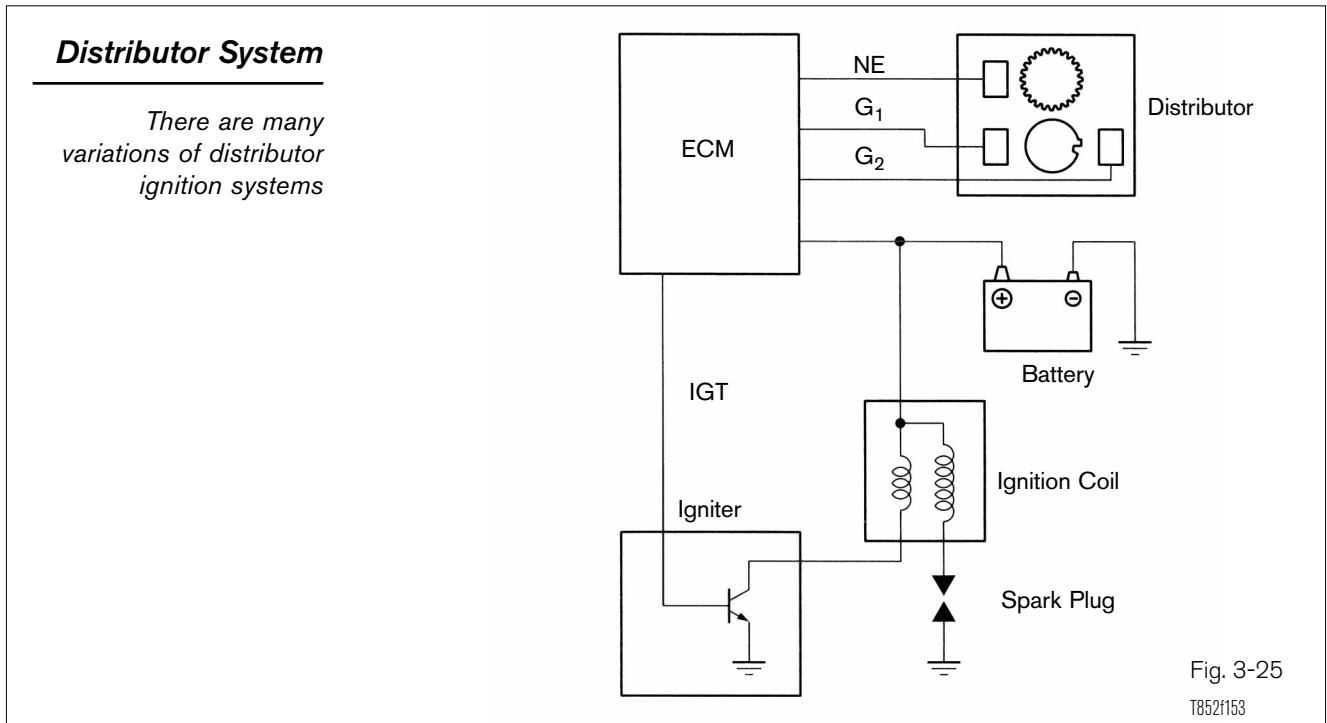 Distributor System
There are many
variations of distributor
ignition systems
ECM
NE
G1
G2
Distributor
+
-
Battery
IGT
Ignition Coil
Igniter
Spark Plug
Fig. 3-25
T852f153